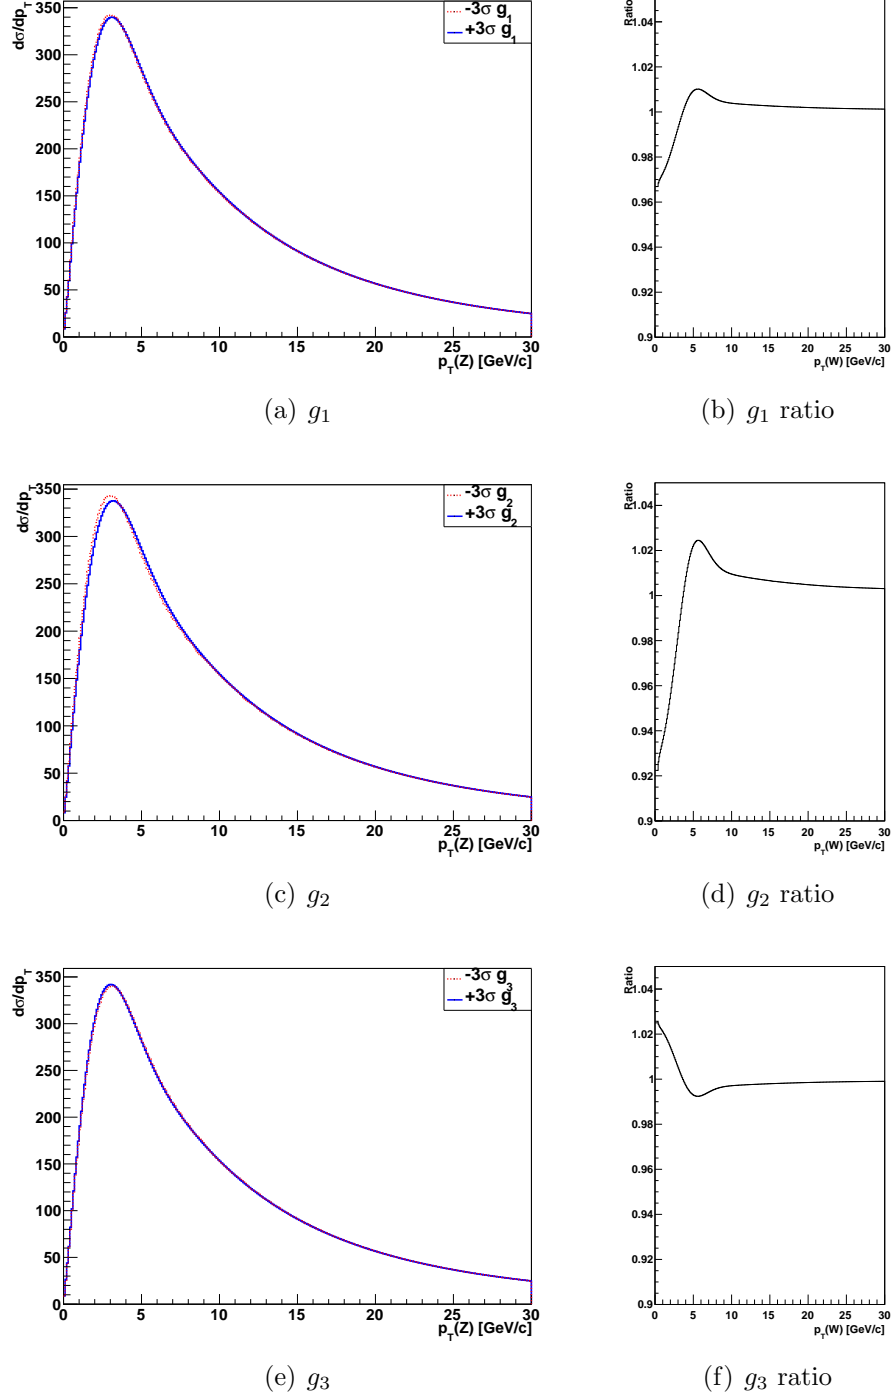 dσ/dp_T
350
300
250
200
150
100
50
0
0 5 10 15 20 25 30
p_T(Z) [GeV/c]
-3σ g_1
+3σ g_1
(a) g_1
Ratio
1.04
1.02
1
0.98
0.96
0.94
0.92
0.9
0 5 10 15 20 25 30
p_T(W) [GeV/c]
(b) g_1 ratio
dσ/dp_T
350
300
250
200
150
100
50
0
0 5 10 15 20 25 30
p_T(Z) [GeV/c]
-3σ g_2
+3σ g_2
(c) g_2
Ratio
1.04
1.02
1
0.98
0.96
0.94
0.92
0.9
0 5 10 15 20 25 30
p_T(W) [GeV/c]
(d) g_2 ratio
dσ/dp_T
350
300
250
200
150
100
50
0
0 5 10 15 20 25 30
p_T(Z) [GeV/c]
-3σ g_3
+3σ g_3
(e) g_3
Ratio
1.04
1.02
1
0.98
0.96
0.94
0.92
0.9
0 5 10 15 20 25 30
p_T(W) [GeV/c]
(f) g_3 ratio